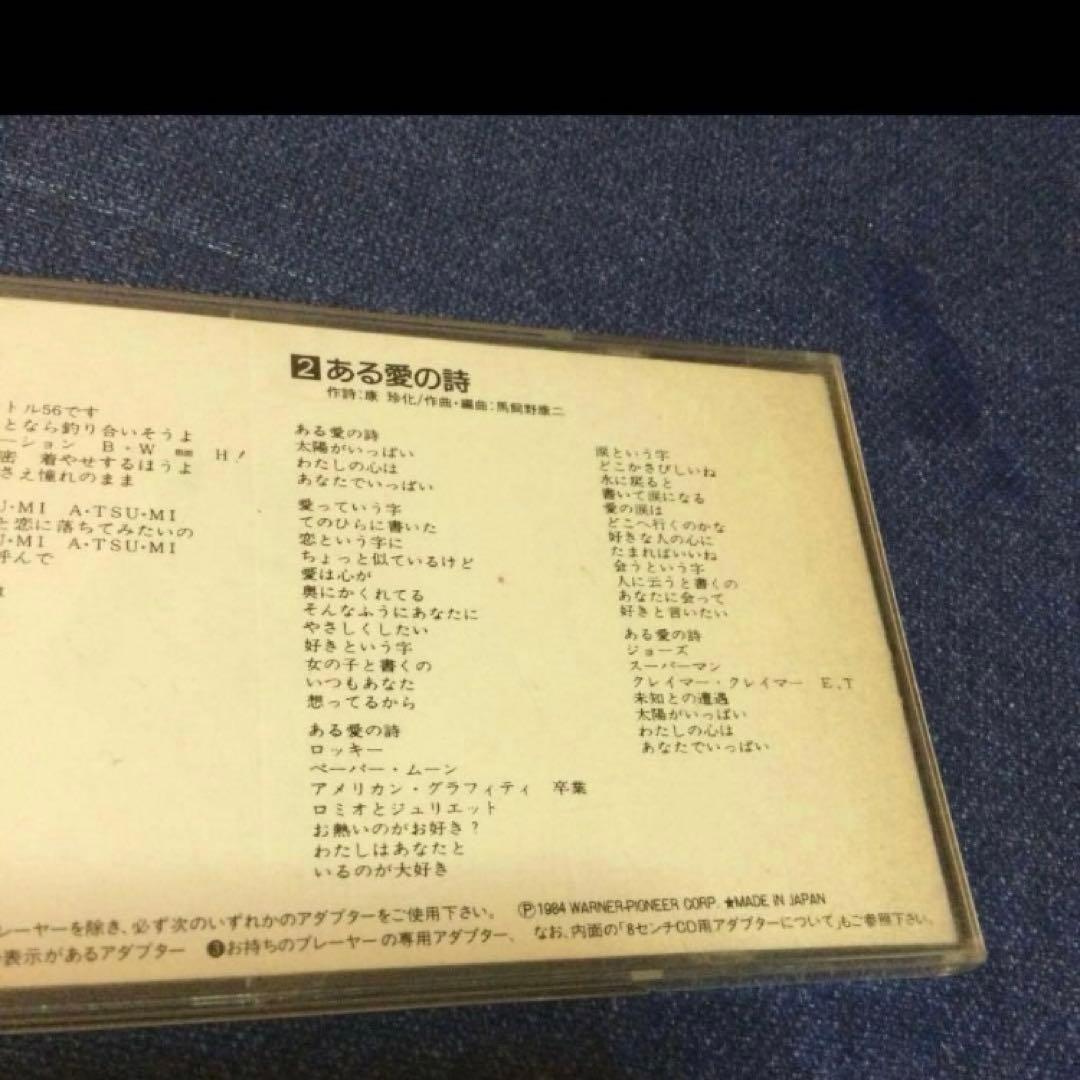 トル56です
となら釣り合いそうよ
ーション B・W ㎜ H!
密 着やせするほうよ
さえ憧れのまま
U・MI A・TSU・MI
と恋に落ちてみたいの
U・MI A・TSU・MI
呼んで
2 ある愛の詩
作詩:康 珍化/作曲・編曲:馬飼野康二
ある愛の詩
太陽がいっぱい
わたしの心は
あなたでいっぱい
愛っていう字
てのひらに書いた
恋という字に
ちょっと似ているけど
愛は心が
奥にかくれてる
そんなふうにあなたに
やさしくしたい
好きという字
女の子と書くの
いつもあなた
想ってるから
ある愛の詩
ロッキー
ペーパー・ムーン
アメリカン・グラフィティ 卒業
ロミオとジュリエット
お熱いのがお好き?
わたしはあなたと
いるのが大好き
涙という字
どこかさびしいね
水に戻ると
書いて涙になる
愛の涙は
どこへ行くのかな
好きな人の心に
たまればいいね
会うという字
人に云うと書くの
あなたに会って
好きと言いたい
ある愛の詩
ジョーズ
スーパーマン
クレイマー・クレイマー E.T
未知との遭遇
太陽がいっぱい
わたしの心は
あなたでいっぱい
Ⓟ1984 WARNER-PIONEER CORP. ★MADE IN JAPAN
レーヤーを除き、必ず次のいずれかのアダプターをご使用下さい。
表示があるアダプター ❸お持ちのプレーヤーの専用アダプター、 なお、内面の「8センチCD用アダプターについて」もご参照下さい。